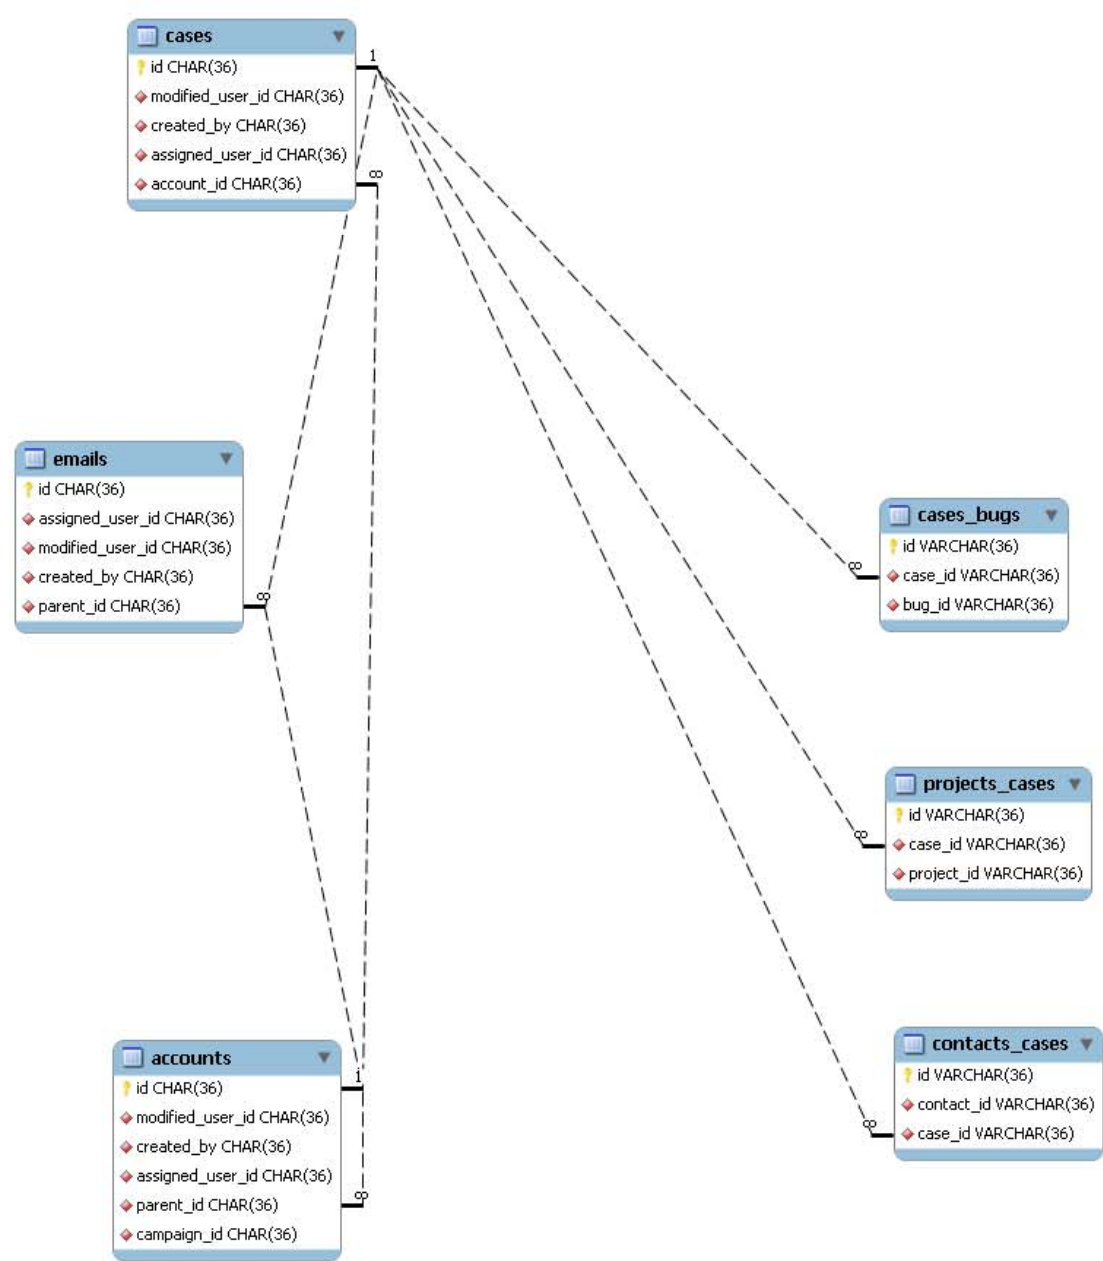 cases
id CHAR(36)
modified_user_id CHAR(36)
created_by CHAR(36)
assigned_user_id CHAR(36)
account_id CHAR(36)
1
∞
emails
id CHAR(36)
assigned_user_id CHAR(36)
modified_user_id CHAR(36)
created_by CHAR(36)
parent_id CHAR(36)
∞
cases_bugs
id VARCHAR(36)
case_id VARCHAR(36)
bug_id VARCHAR(36)
∞
projects_cases
id VARCHAR(36)
case_id VARCHAR(36)
project_id VARCHAR(36)
∞
accounts
id CHAR(36)
modified_user_id CHAR(36)
created_by CHAR(36)
assigned_user_id CHAR(36)
parent_id CHAR(36)
campaign_id CHAR(36)
1
∞
contacts_cases
id VARCHAR(36)
contact_id VARCHAR(36)
case_id VARCHAR(36)
∞